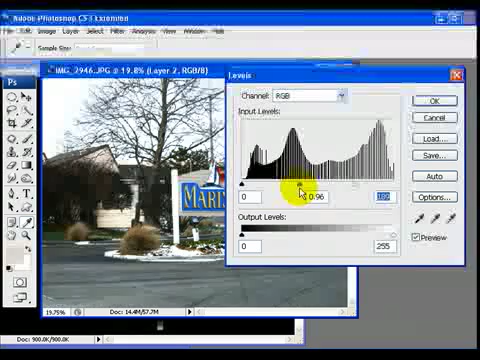 Adobe Photoshop CS3 Extended
File Edit Image Layer Select Filter Analysis View Window Help
Sample Size:
Ps
IMG_2946.JPG @ 19.8% (Layer 2, RGB/8)
Levels
Channel: RGB
Input Levels:
0 0.96
Output Levels:
0 255
OK
Cancel
Load...
Save...
Auto
Options...
Preview
19.75% Doc: 14.4M/57.7M
Doc: 900.0K/900.0K